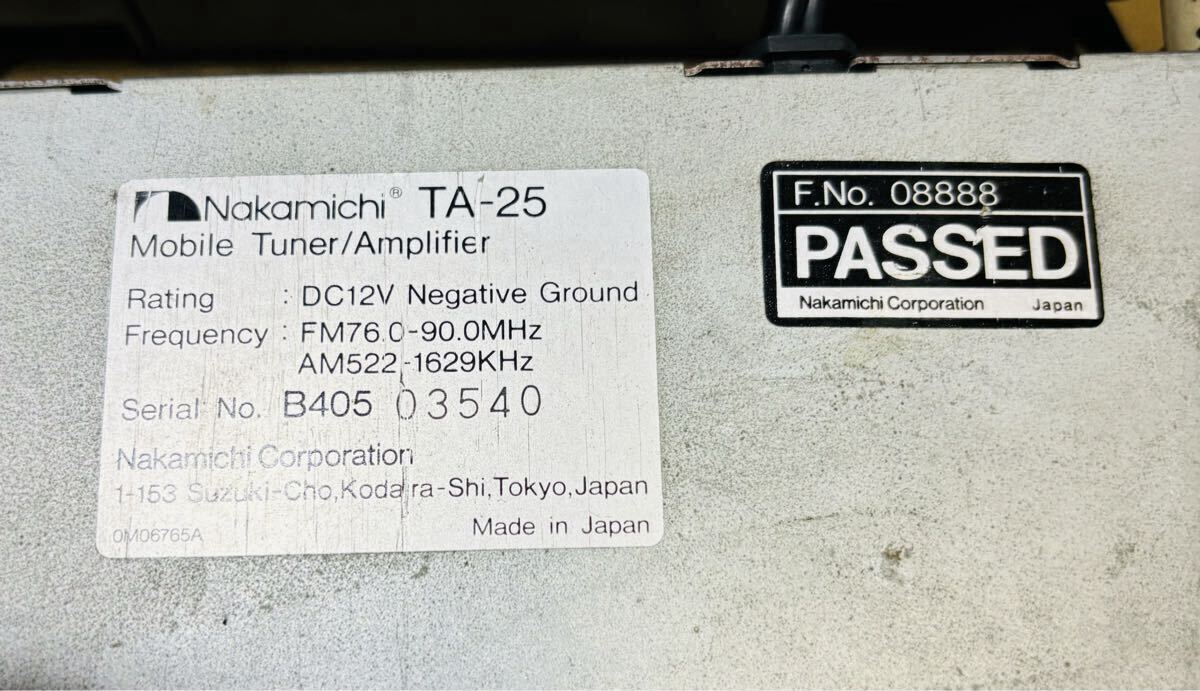 Nakamichi® TA-25
Mobile Tuner/Amplifier
Rating : DC12V Negative Ground
Frequency : FM76.0-90.0MHz
AM522-1629KHz
Serial No. B405 03540
Nakamichi Corporation
1-153 Suzuki-Cho,Kodaira-Shi,Tokyo,Japan
0M06765A Made in Japan
F.No. 08888
PASSED
Nakamichi Corporation Japan